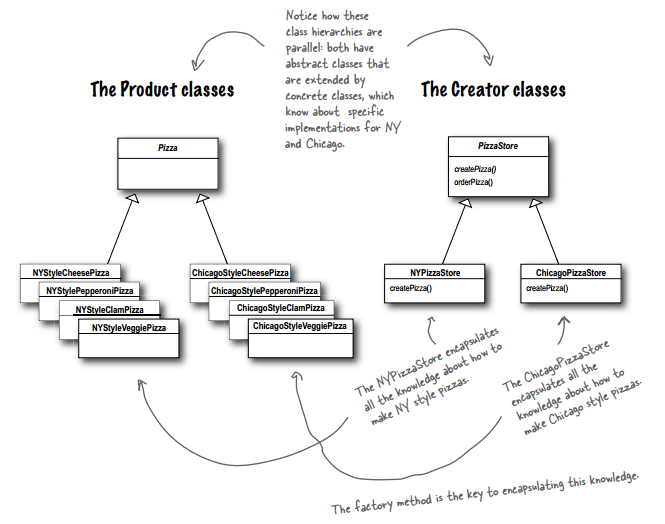 Notice how these
class hierarchies are
parallel: both have
abstract classes that
are extended by
concrete classes, which
know about specific
implementations for NY
and Chicago.
The Product classes
The Creator classes
Pizza
PizzaStore
createPizza()
orderPizza()
NYStyleCheesePizza
NYStylePepperoniPizza
NYStyleClamPizza
NYStyleVeggiePizza
ChicagoStyleCheesePizza
ChicagoStylePepperoniPizza
ChicagoStyleClamPizza
ChicagoStyleVeggiePizza
NYPizzaStore
createPizza()
ChicagoPizzaStore
createPizza()
The NYPizzaStore encapsulates
all the knowledge about how to
make NY style pizzas.
The ChicagoPizzaStore
encapsulates all the
knowledge about how to
make Chicago style pizzas.
The factory method is the key to encapsulating this knowledge.